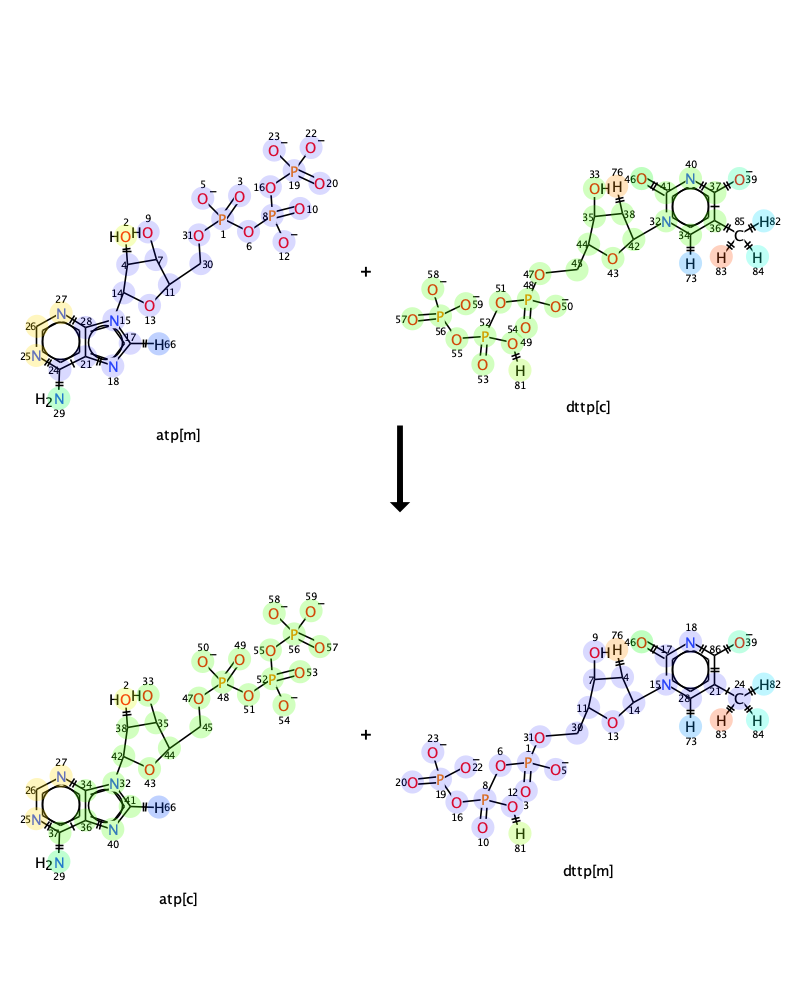 23 O− 22 O− P 19 O 20 16 O
5 O− 3 O P 1 8 P O 10 O− 12 O 6
2 HO 9 HO 31 O 30
4 7 14 11 O 13
27 N 28 N 15 26 17 H 66
25 N 24 21 N 18
H2N 29
atp[m]
+
33 OH 76 H 46 O 41 40 N 37 O− 39
35 38 32 N 36 85 C H 82
44 42 34 H 83 H 84
45 O 43 H 73
58 O− 47 O 48
O− 59 51 O P O− 50
57 O P 56 52 P 54 O O 49
55 O O 53 H 81
dttp[c]
58 O− 59 O− P 56 O 57 55 O
50 O− 49 O P 48 52 P O 53 O− 54 O 51
2 HO 33 HO 47 O 45
38 35 42 44 O 43
27 N 34 N 32 26 41 H 66
25 N 37 36 N 40
H2N 29
atp[c]
+
9 OH 76 H 46 O 17 18 N 86 O− 39
7 4 15 N 21 24 C H 82
11 14 28 H 83 H 84
30 O 13 H 73
23 O− 31 O 1
O− 22 6 O P O− 5
20 O P 19 8 P 12 O O 3
16 O O 10 H 81
dttp[m]